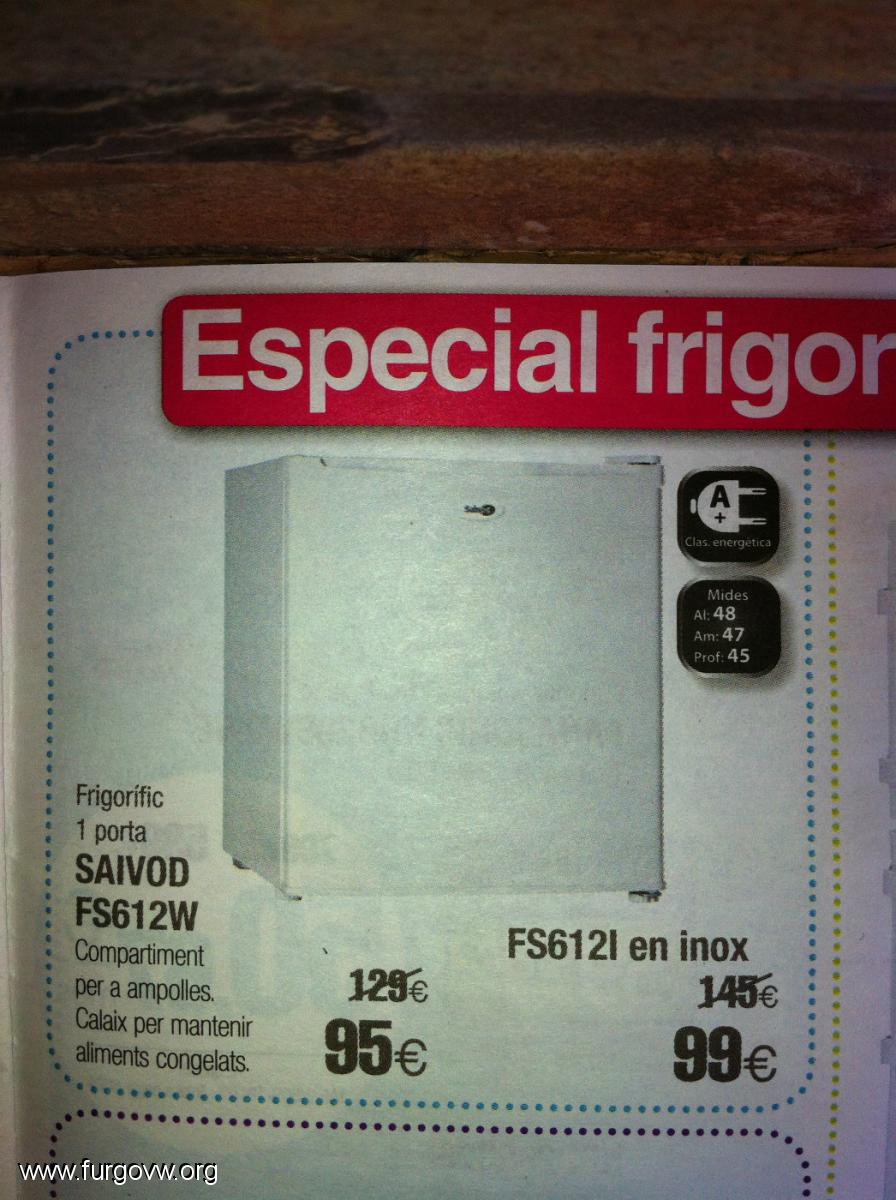 Especial frigor
A
+
Clas. energètica
Mides
Al: 48
Am: 47
Prof: 45
Frigorífic
1 porta
SAIVOD
FS612W
Compartiment
per a ampolles.
Calaix per mantenir
aliments congelats.
129€
95€
FS612I en inox
145€
99€
www.furgovw.org